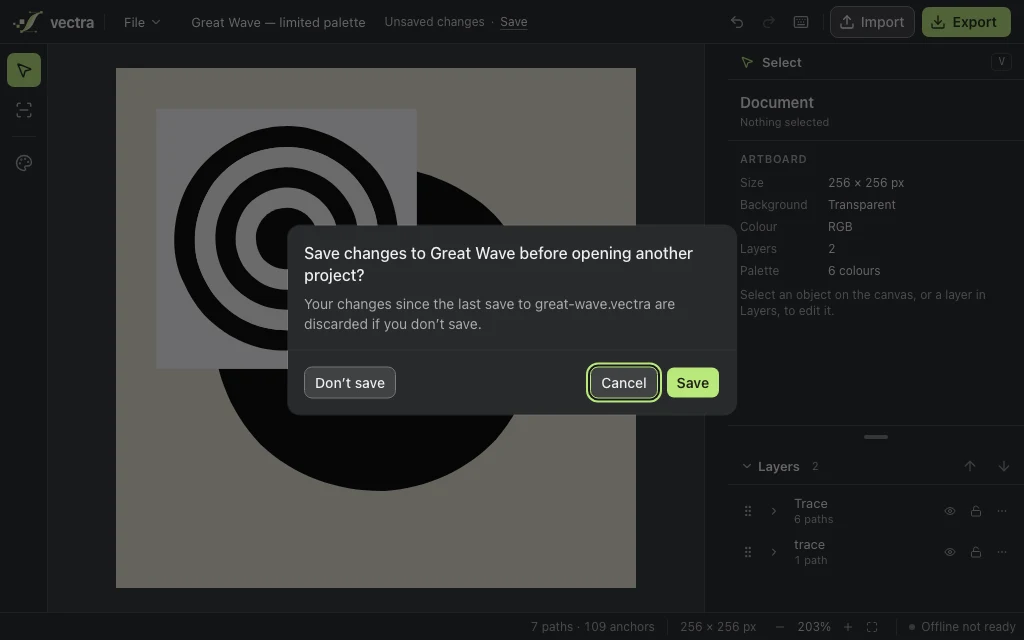 vectra
File
Great Wave — limited palette
Unsaved changes · Save
Import
Export
Select
V
Document
Nothing selected
ARTBOARD
Size 256 × 256 px
Background Transparent
Colour RGB
Layers 2
Palette 6 colours
Select an object on the canvas, or a layer in
Layers, to edit it.
Save changes to Great Wave before opening another
project?
Your changes since the last save to great-wave.vectra are
discarded if you don’t save.
Don’t save
Cancel
Save
Layers 2
Trace
6 paths
trace
1 path
7 paths · 109 anchors
256 × 256 px
− 203% +
Offline not ready